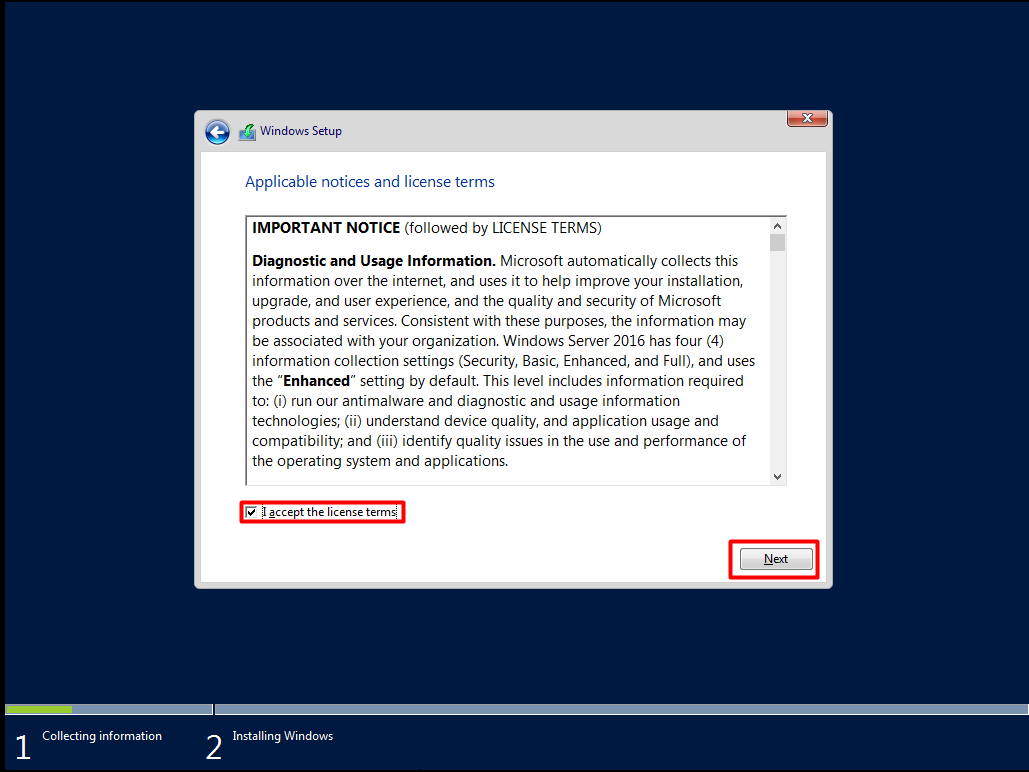 Windows Setup
Applicable notices and license terms
IMPORTANT NOTICE (followed by LICENSE TERMS)
Diagnostic and Usage Information. Microsoft automatically collects this
information over the internet, and uses it to help improve your installation,
upgrade, and user experience, and the quality and security of Microsoft
products and services. Consistent with these purposes, the information may
be associated with your organization. Windows Server 2016 has four (4)
information collection settings (Security, Basic, Enhanced, and Full), and uses
the “Enhanced” setting by default. This level includes information required
to: (i) run our antimalware and diagnostic and usage information
technologies; (ii) understand device quality, and application usage and
compatibility; and (iii) identify quality issues in the use and performance of
the operating system and applications.
I accept the license terms
Next
1 Collecting information
2 Installing Windows